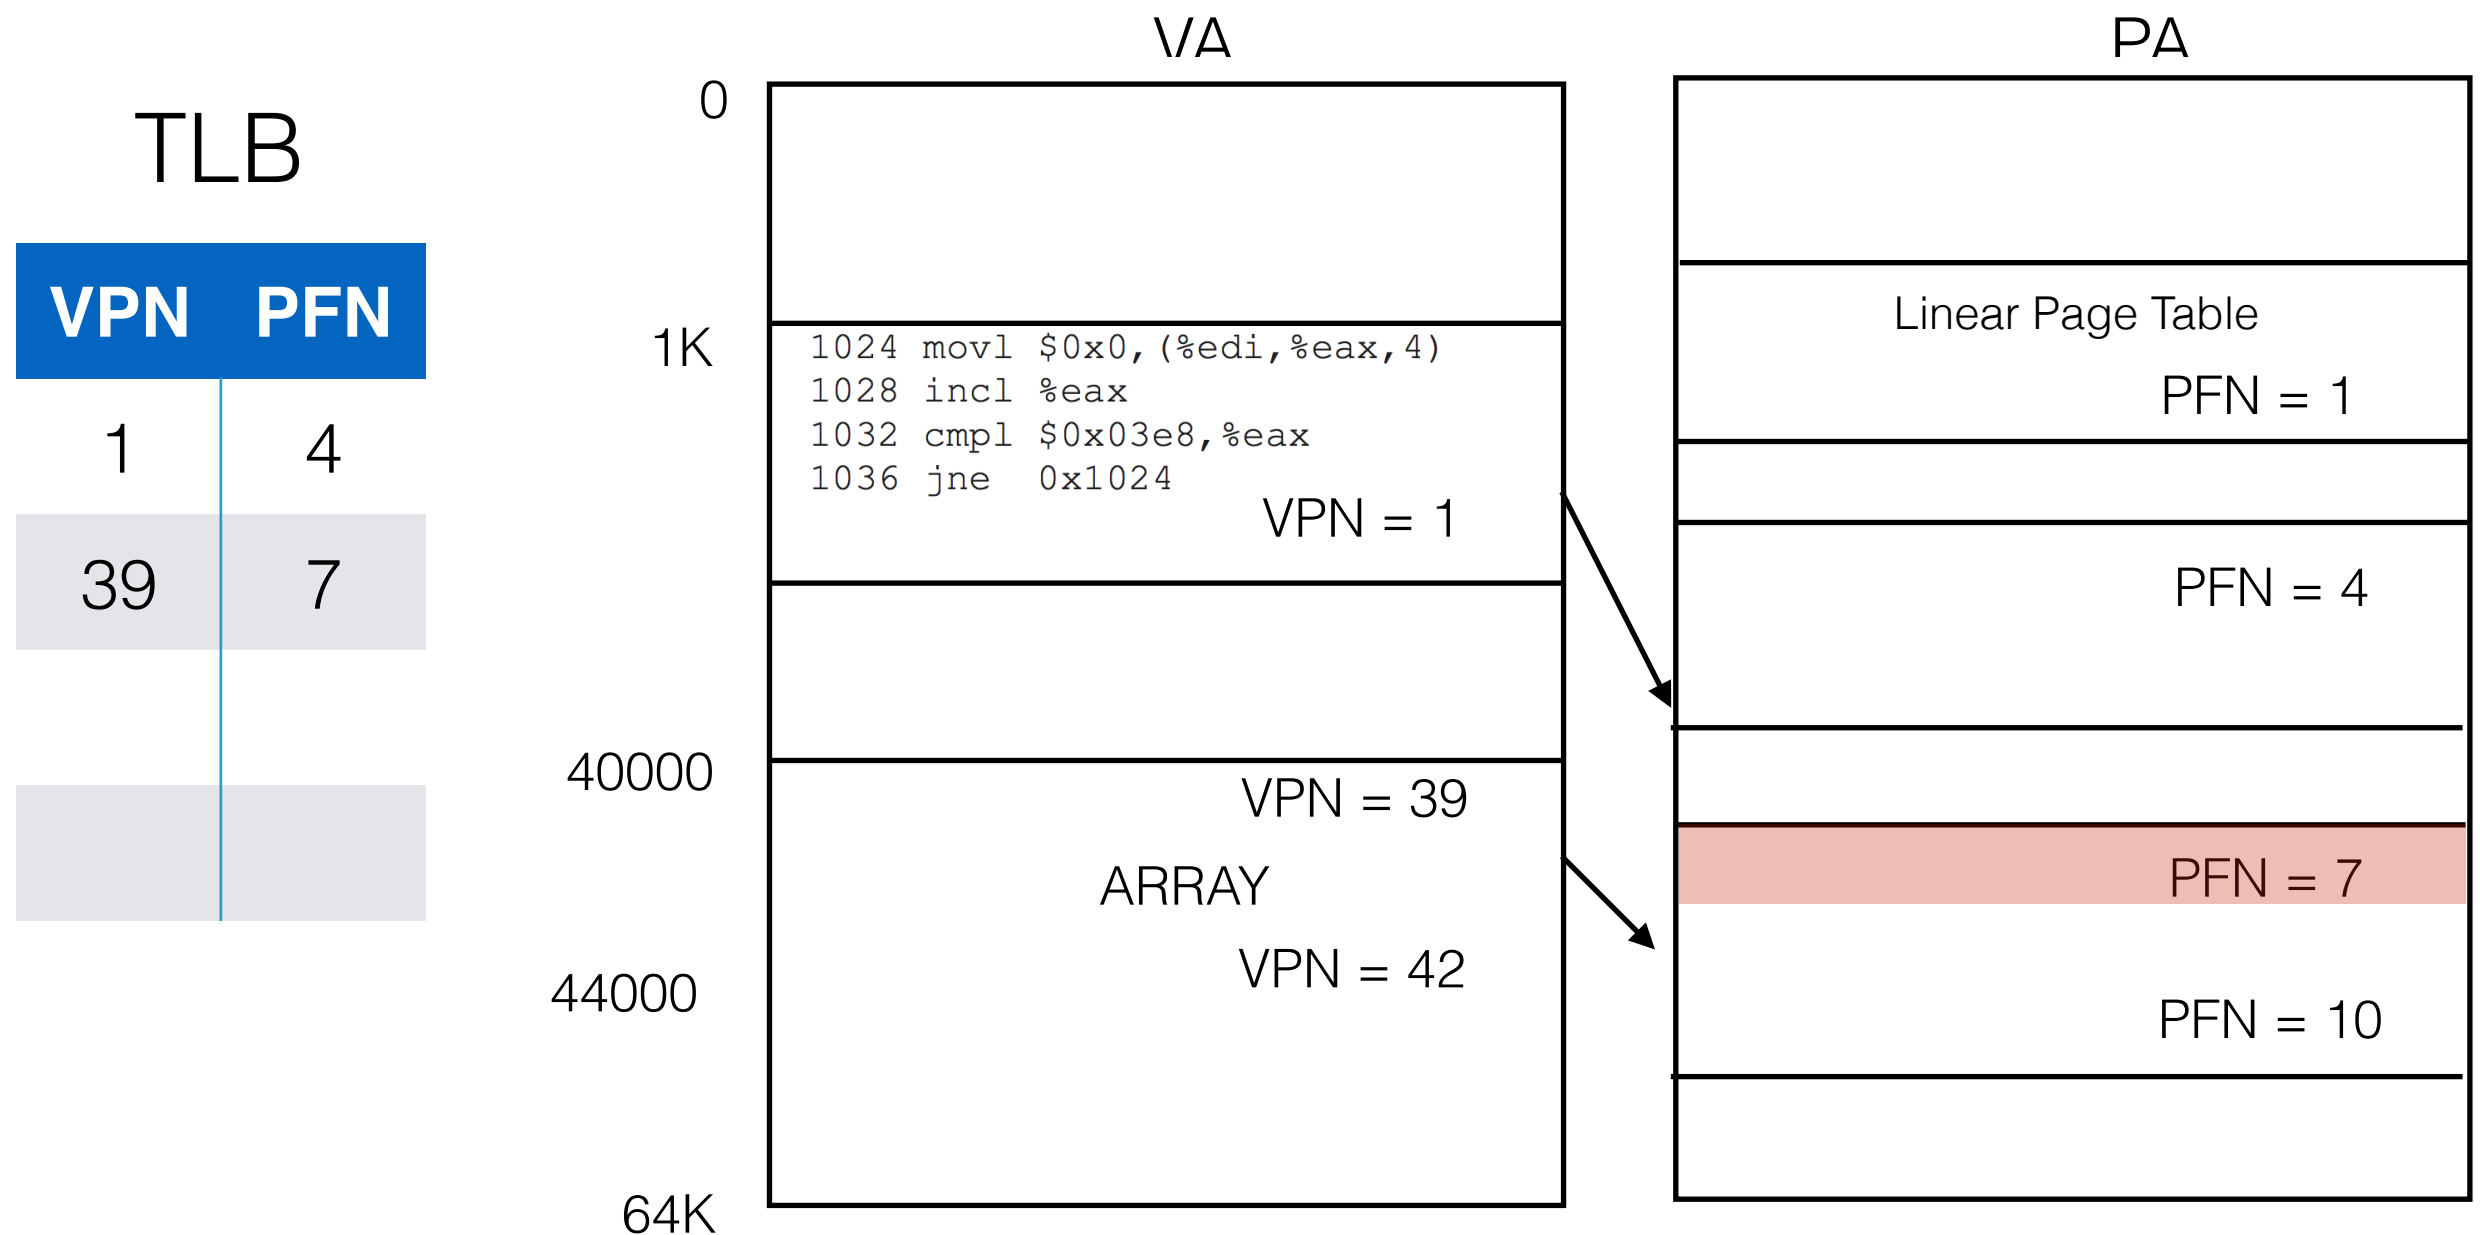 TLB
VPN PFN
1 4
39 7
VA
0
1K
1024 movl $0x0,(%edi,%eax,4)
1028 incl %eax
1032 cmpl $0x03e8,%eax
1036 jne 0x1024
VPN = 1
40000
VPN = 39
ARRAY
VPN = 42
44000
64K
PA
Linear Page Table
PFN = 1
PFN = 4
PFN = 7
PFN = 10